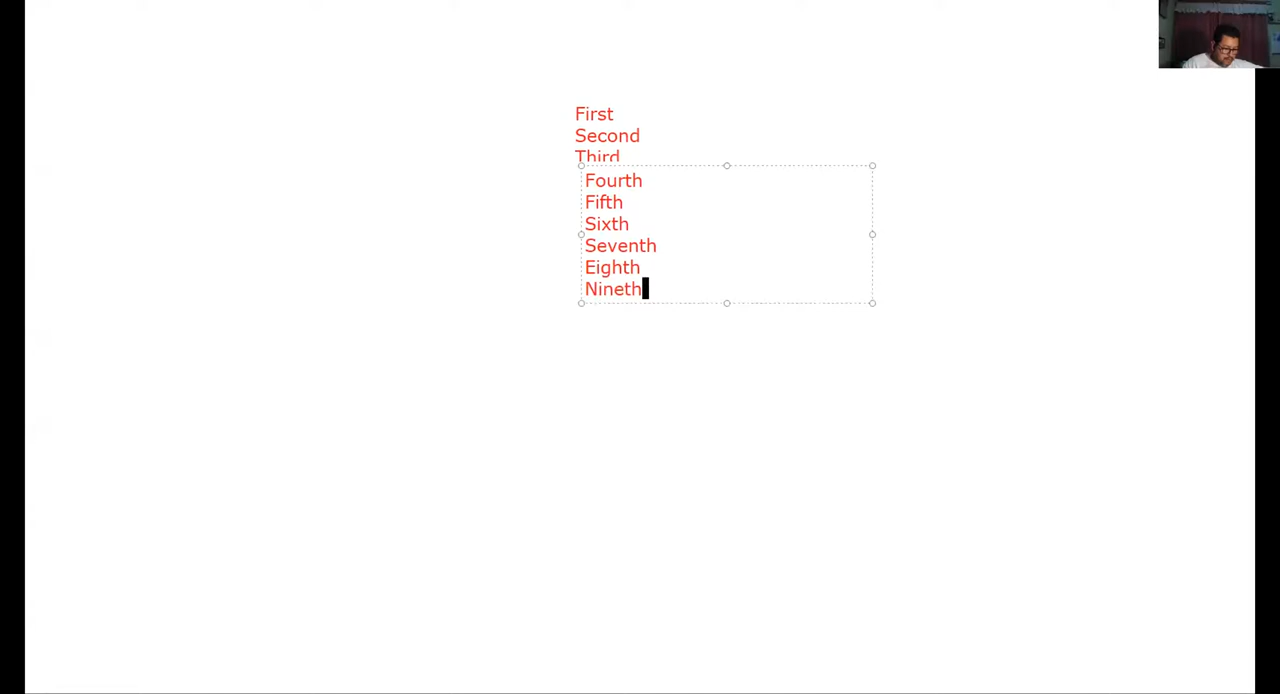 First
Second
Third
Fourth
Fifth
Sixth
Seventh
Eighth
Nineth